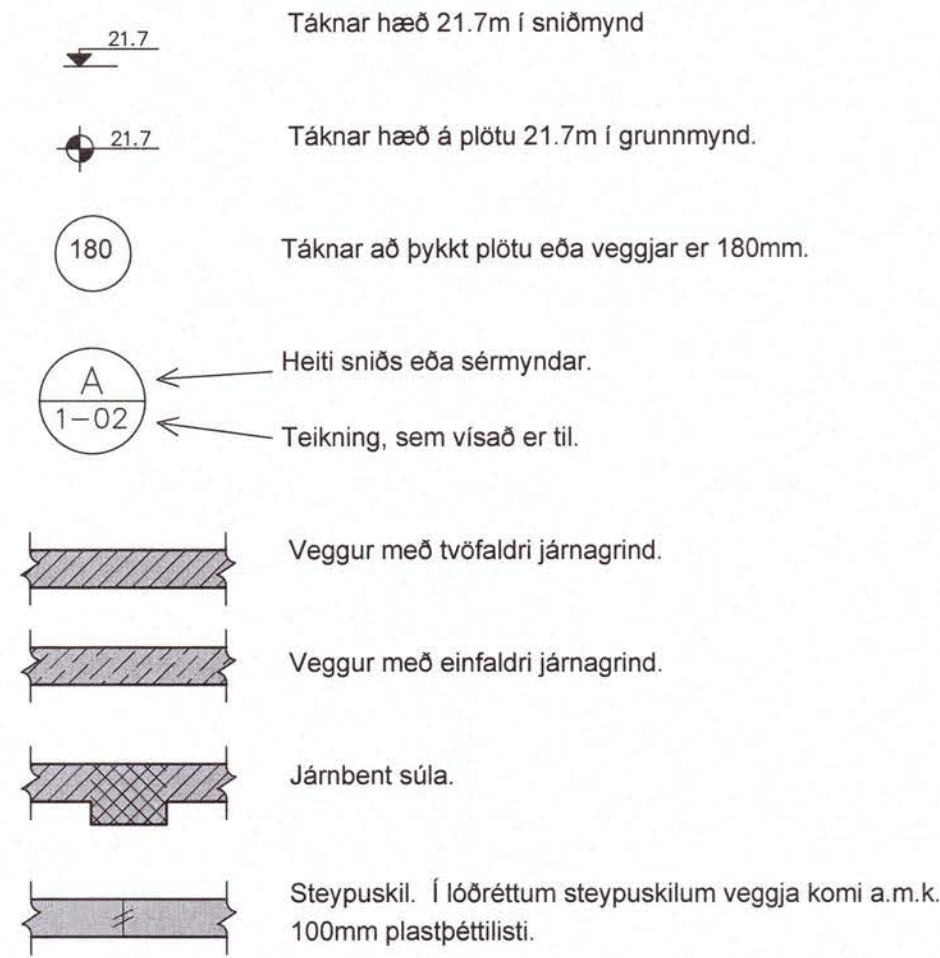 21.7 Táknar hæð 21.7m í sniðmynd
21.7 Táknar hæð á plötu 21.7m í grunnmynd.
180 Táknar að þykkt plötu eða veggjar er 180mm.
A Heiti sniðs eða sérmyndar.
1-02 Teikning, sem vísað er til.
Veggur með tvöfaldri járnagrind.
Veggur með einfaldri járnagrind.
Járnbent súla.
Steypuskil. Í lóðréttum steypuskilum veggja komi a.m.k.
100mm plastþéttilisti.